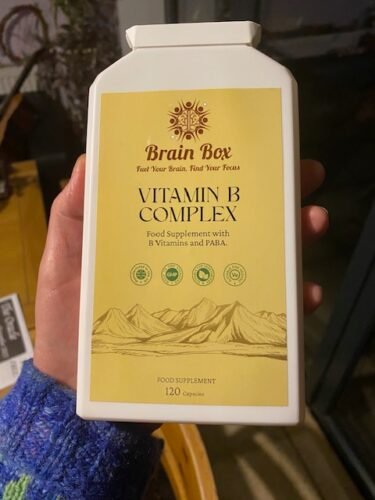 Brain Box
Fuel Your Brain. Find Your Focus
VITAMIN B
COMPLEX
Food Supplement with
B Vitamins and PABA.
GMP
FOOD SUPPLEMENT
120 Capsules